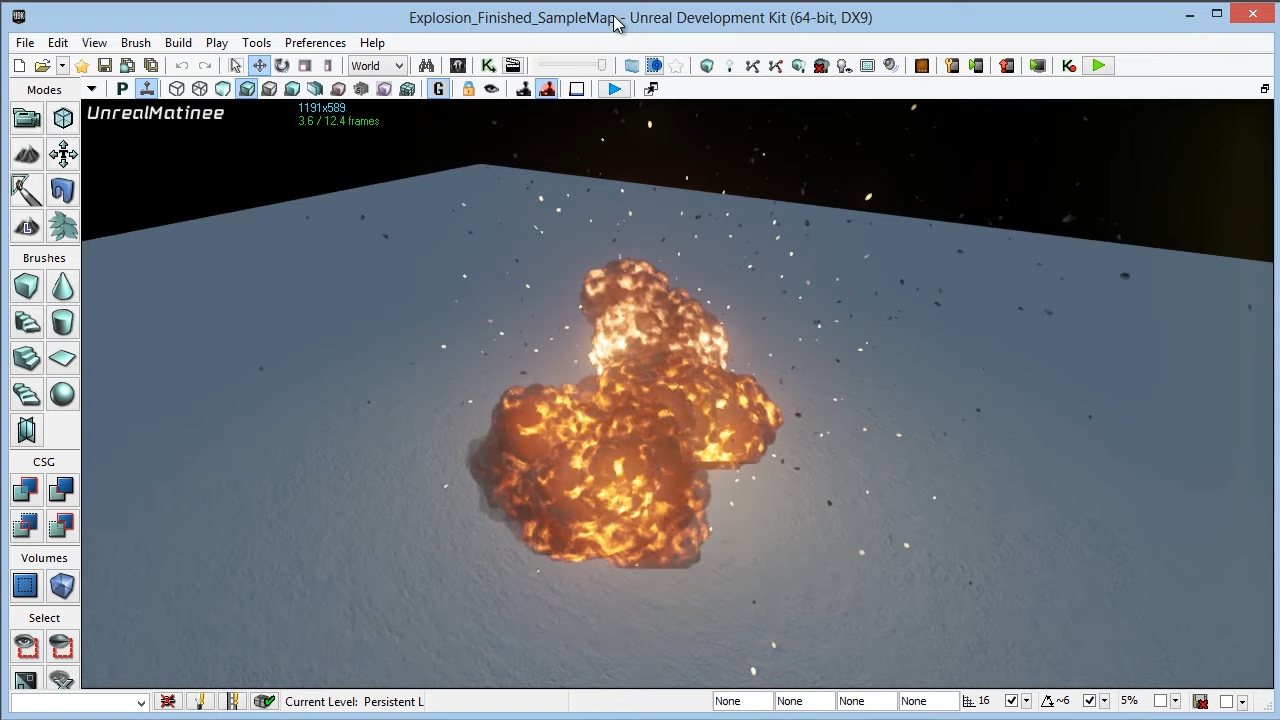 Explosion_Finished_SampleMap - Unreal Development Kit (64-bit, DX9)
File Edit View Brush Build Play Tools Preferences Help
World
Modes
P
G
UnrealMatinee
1191x589
3.6 / 12.4 frames
L
Brushes
CSG
Volumes
Select
Current Level: Persistent L
None None None None 16 ~6 5%